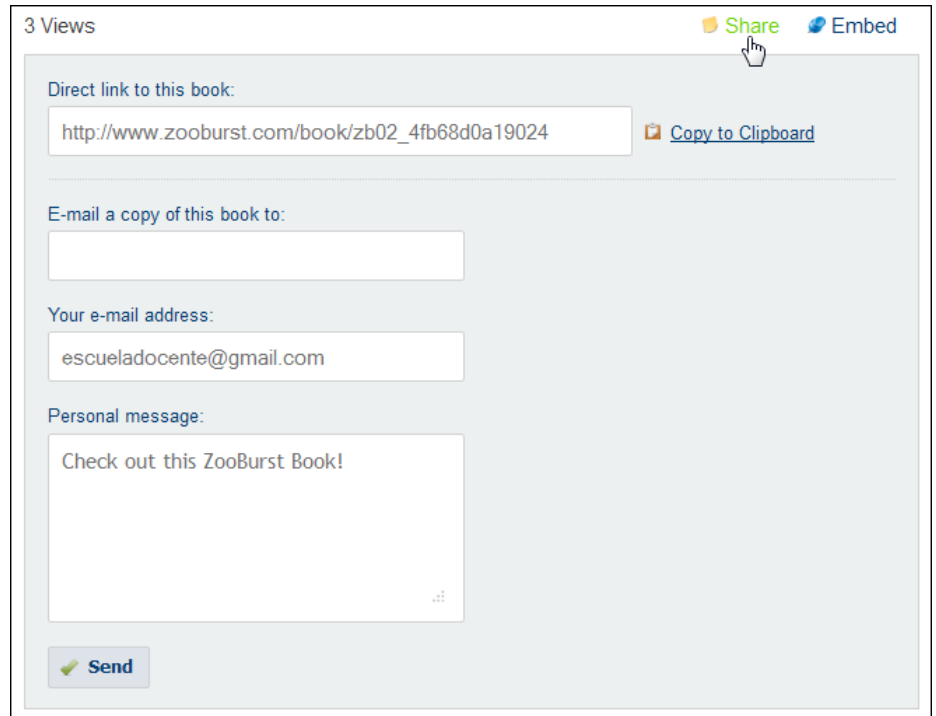 3 Views Share Embed
Direct link to this book:
http://www.zooburst.com/book/zb02_4fb68d0a19024 Copy to Clipboard
E-mail a copy of this book to:
Your e-mail address:
escueladocente@gmail.com
Personal message:
Check out this ZooBurst Book!
Send